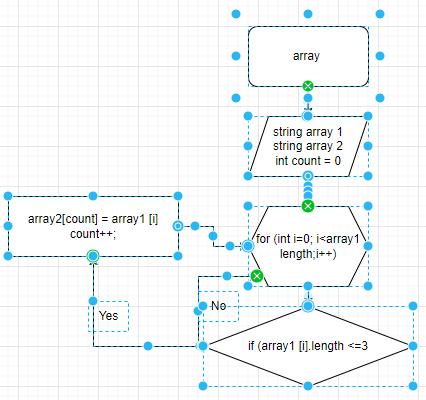 array
string array 1
string array 2
int count = 0
array2[count] = array1 [i]
count++;
for (int i=0; i<array1
length;i++)
No
Yes
if (array1 [i].length <=3